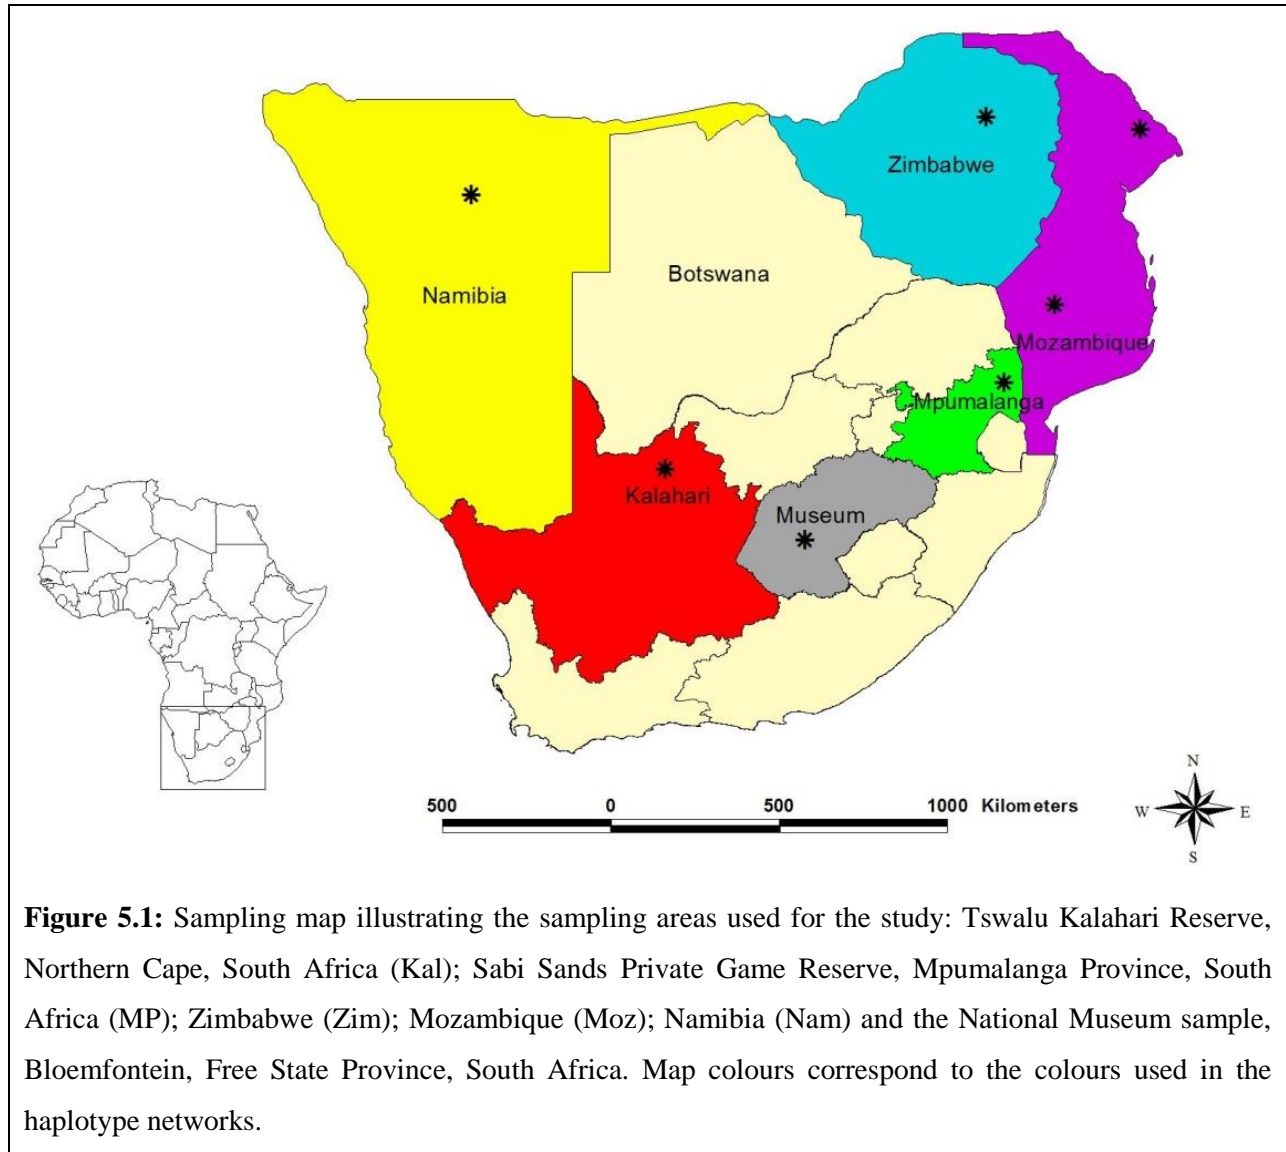 Zimbabwe
Botswana
Namibia
Mozambique
Mpumalanga
Kalahari
Museum
500 0 500 1000 Kilometers
N
W E
S
Figure 5.1: Sampling map illustrating the sampling areas used for the study: Tswalu Kalahari Reserve,
Northern Cape, South Africa (Kal); Sabi Sands Private Game Reserve, Mpumalanga Province, South
Africa (MP); Zimbabwe (Zim); Mozambique (Moz); Namibia (Nam) and the National Museum sample,
Bloemfontein, Free State Province, South Africa. Map colours correspond to the colours used in the
haplotype networks.